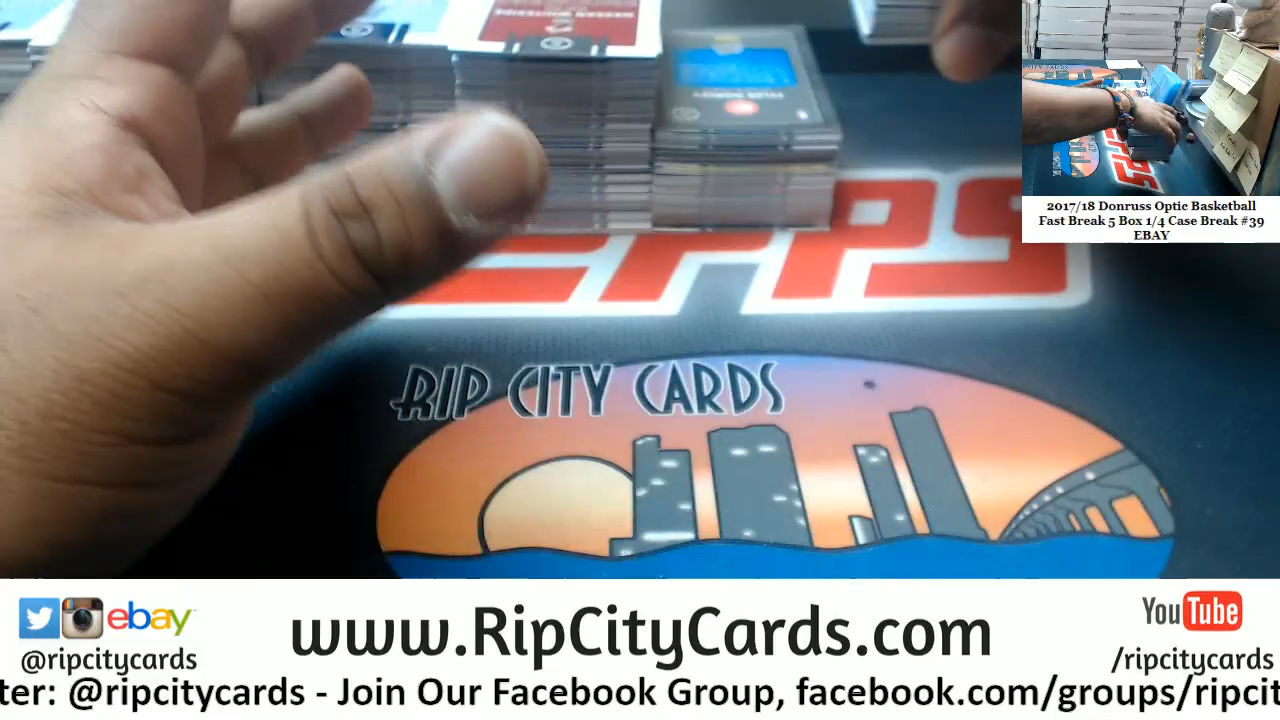 2017/18 Donruss Optic Basketball
Fast Break 5 Box 1/4 Case Break #39
EBAY
RIP CITY CARDS
ebay
@ripcitycards
www.RipCityCards.com
YouTube
/ripcitycards
ter: @ripcitycards - Join Our Facebook Group, facebook.com/groups/ripcit